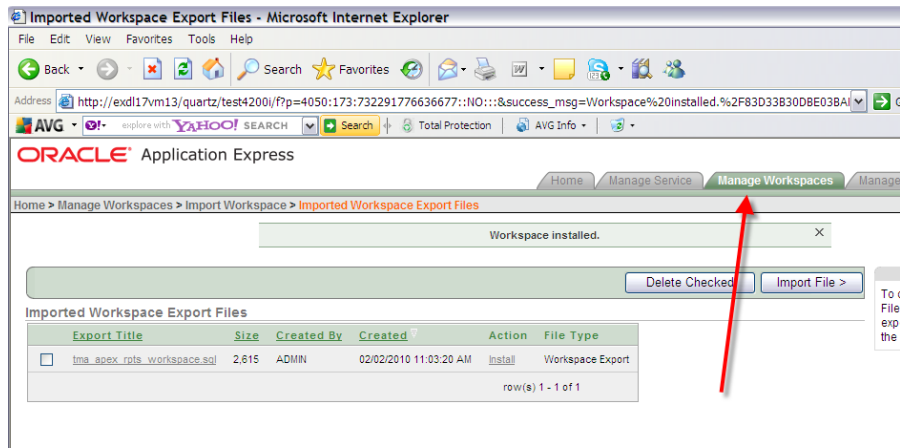 Imported Workspace Export Files - Microsoft Internet Explorer
File Edit View Favorites Tools Help
Back Search Favorites
Address http://exdl17vm13/quartz/test4200i/f?p=4050:173:732291776636677::NO:::&success_msg=Workspace%20installed.%2F83D33B30DBE03BA
AVG explore with YAHOO! SEARCH Search Total Protection AVG Info
ORACLE Application Express
Home Manage Service Manage Workspaces Manage
Home > Manage Workspaces > Import Workspace > Imported Workspace Export Files
Workspace installed.
Delete Checked Import File >
Imported Workspace Export Files
Export Title Size Created By Created Action File Type
tma_apex_rpts_workspace.sql 2,615 ADMIN 02/02/2010 11:03:20 AM Install Workspace Export
row(s) 1 - 1 of 1
To
File
exp
the